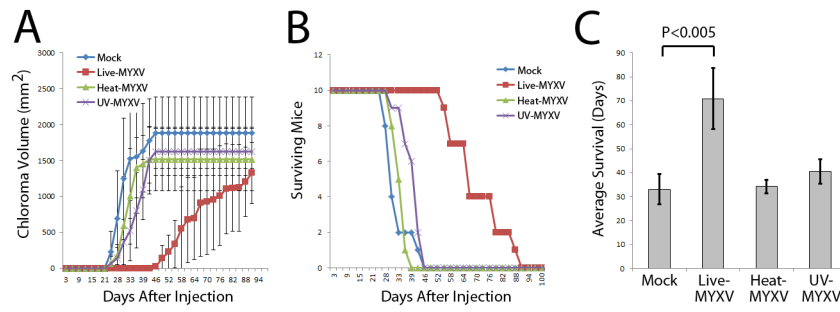 A
Chloroma Volume (mm2)
3000
2500
2000
1500
1000
500
0
Mock
Live-MYXV
Heat-MYXV
UV-MYXV
3 9 15 21 28 33 39 46 52 58 64 70 76 82 88 94
Days After Injection
B
Surviving Mice
12
10
8
6
4
2
0
Mock
Live-MYXV
Heat-MYXV
UV-MYXV
3 9 15 21 28 33 39 46 52 58 64 70 76 82 88 94 100
Days After Injection
C
P<0.005
Average Survival (Days)
90
80
70
60
50
40
30
20
10
0
Mock Live-MYXV Heat-MYXV UV-MYXV